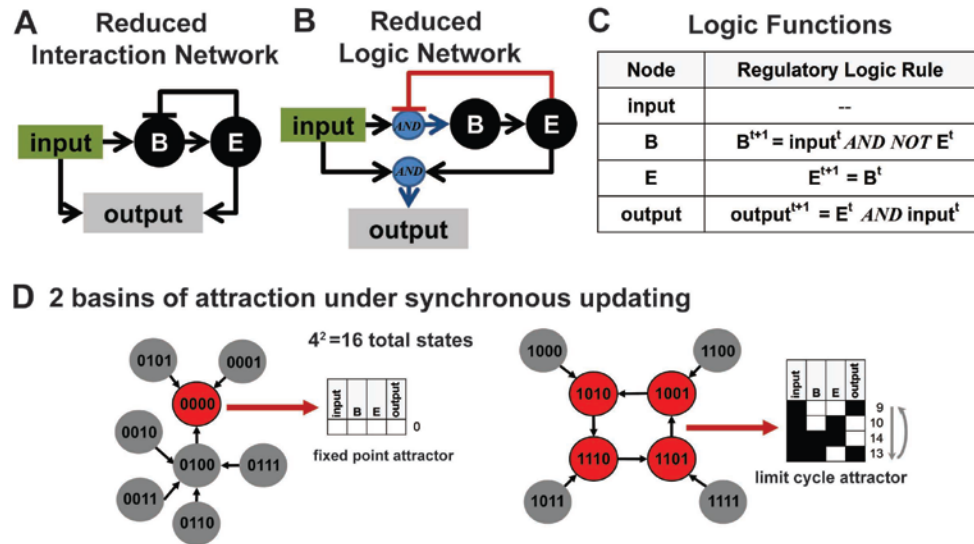 A Reduced
Interaction Network
input
B
E
output
B Reduced
Logic Network
input
AND
B
E
AND
output
C Logic Functions
Node Regulatory Logic Rule
input --
B B^t+1 = input^t AND NOT E^t
E E^t+1 = B^t
output output^t+1 = E^t AND input^t
D 2 basins of attraction under synchronous updating
4²=16 total states
0101
0001
0000
0010
0100
0111
0011
0110
input B E output
0
fixed point attractor
1000
1100
1010
1001
1110
1101
1011
1111
input B E output
9
10
14
13
limit cycle attractor